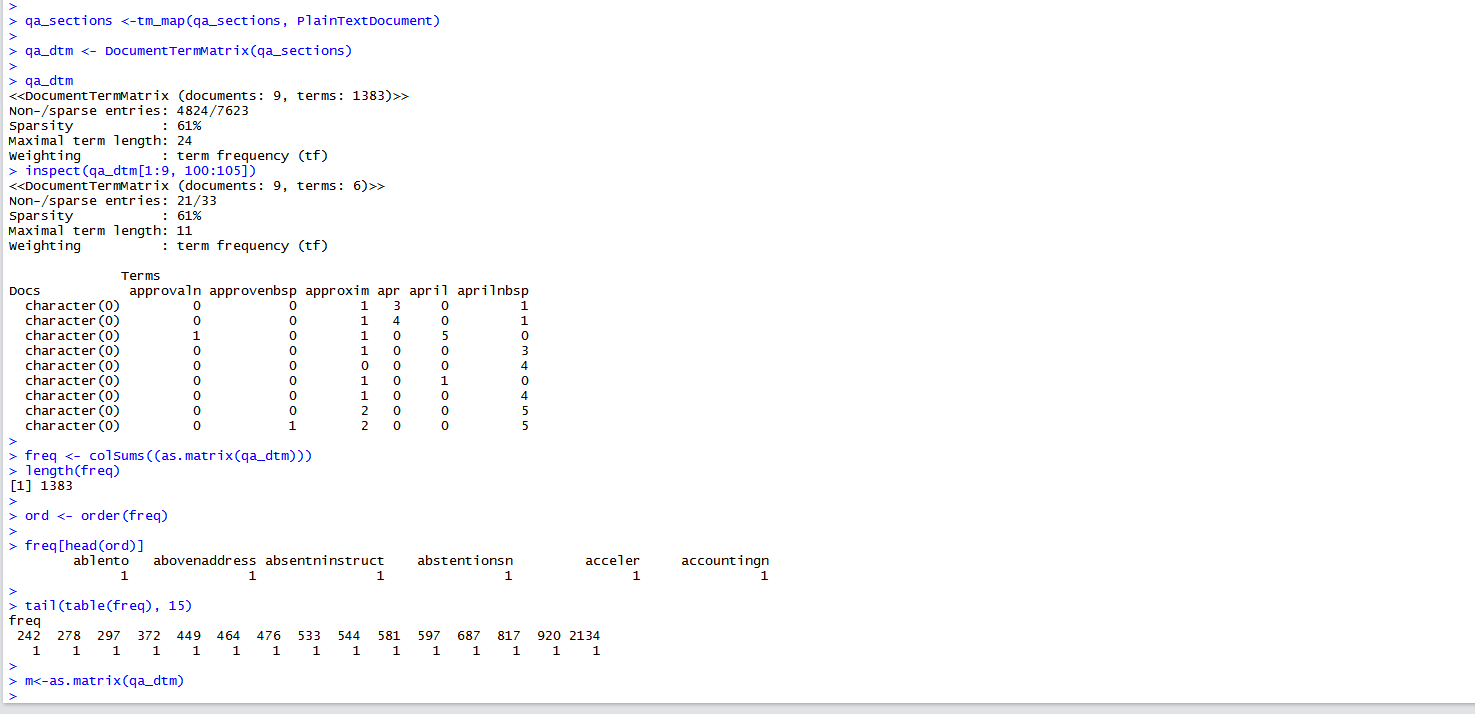 >
> qa_sections <-tm_map(qa_sections, PlainTextDocument)
>
> qa_dtm <- DocumentTermMatrix(qa_sections)
>
> qa_dtm
<<DocumentTermMatrix (documents: 9, terms: 1383)>>
Non-/sparse entries: 4824/7623
Sparsity           : 61%
Maximal term length: 24
Weighting          : term frequency (tf)
> inspect(qa_dtm[1:9, 100:105])
<<DocumentTermMatrix (documents: 9, terms: 6)>>
Non-/sparse entries: 21/33
Sparsity           : 61%
Maximal term length: 11
Weighting          : term frequency (tf)
              Terms
Docs           approvaln approvenbsp approxim apr april aprilnbsp
  character(0)         0           0        1   3     0         1
  character(0)         0           0        1   4     0         1
  character(0)         1           0        1   0     5         0
  character(0)         0           0        1   0     0         3
  character(0)         0           0        0   0     0         4
  character(0)         0           0        1   0     1         0
  character(0)         0           0        1   0     0         4
  character(0)         0           0        2   0     0         5
  character(0)         0           1        2   0     0         5
>
> freq <- colSums((as.matrix(qa_dtm)))
> length(freq)
[1] 1383
>
> ord <- order(freq)
>
> freq[head(ord)]
        ablento   abovenaddress absentninstruct    abstentionsn         acceler     accountingn
              1               1               1               1               1               1
>
> tail(table(freq), 15)
freq
 242  278  297  372  449  464  476  533  544  581  597  687  817  920 2134
   1    1    1    1    1    1    1    1    1    1    1    1    1    1    1
>
> m<-as.matrix(qa_dtm)
>